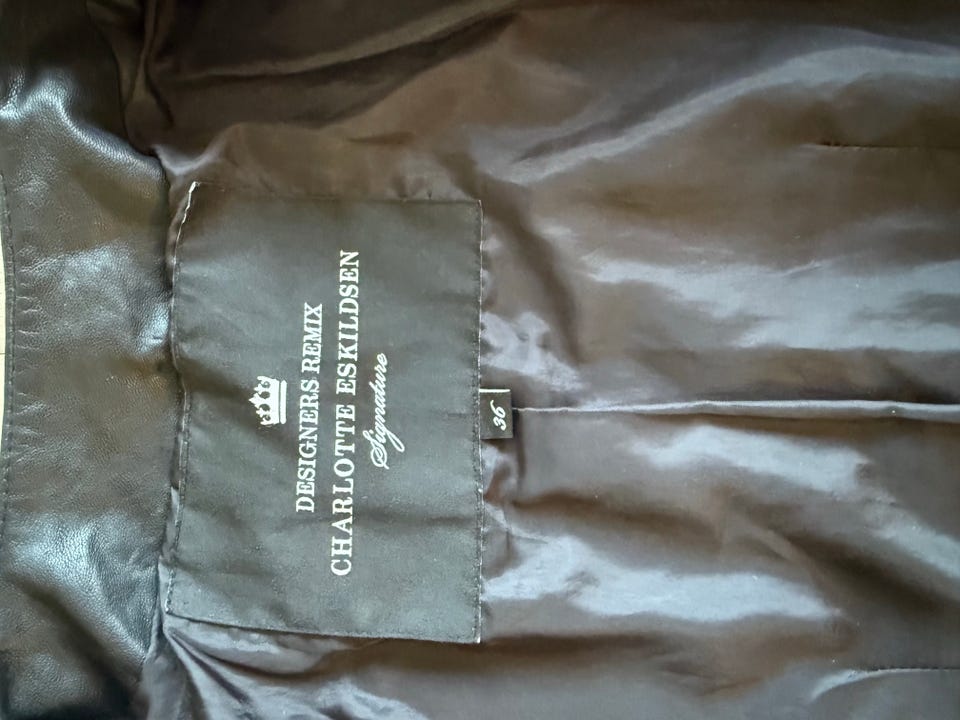 DESIGNERS REMIX
CHARLOTTE ESKILDSEN
Signature
36